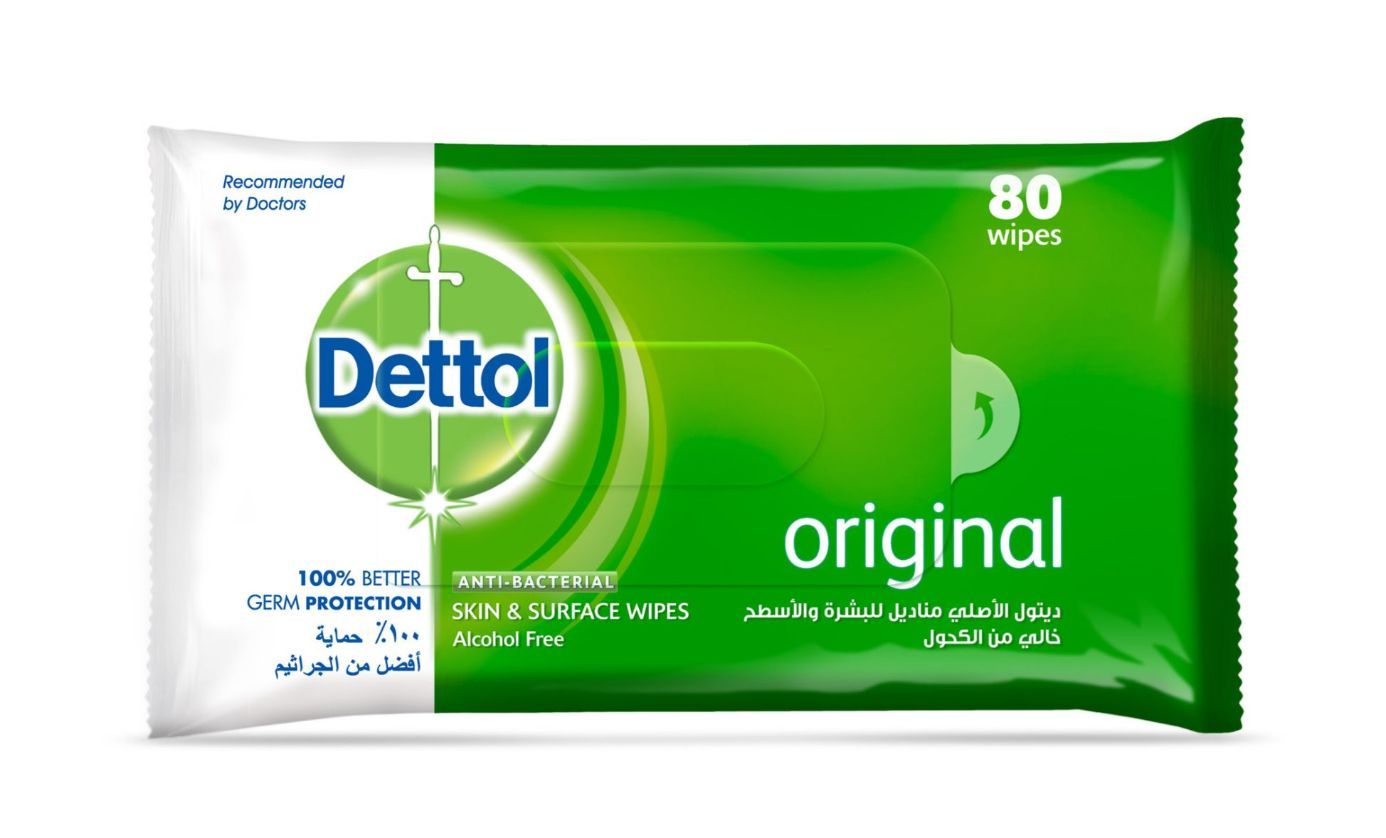 Recommended
by Doctors
80
wipes
Dettol
original
100% BETTER
GERM PROTECTION
١٠٠٪ حماية
أفضل من الجراثيم
ANTI-BACTERIAL
SKIN & SURFACE WIPES
Alcohol Free
ديتول الأصلي مناديل للبشرة والأسطح
خالي من الكحول